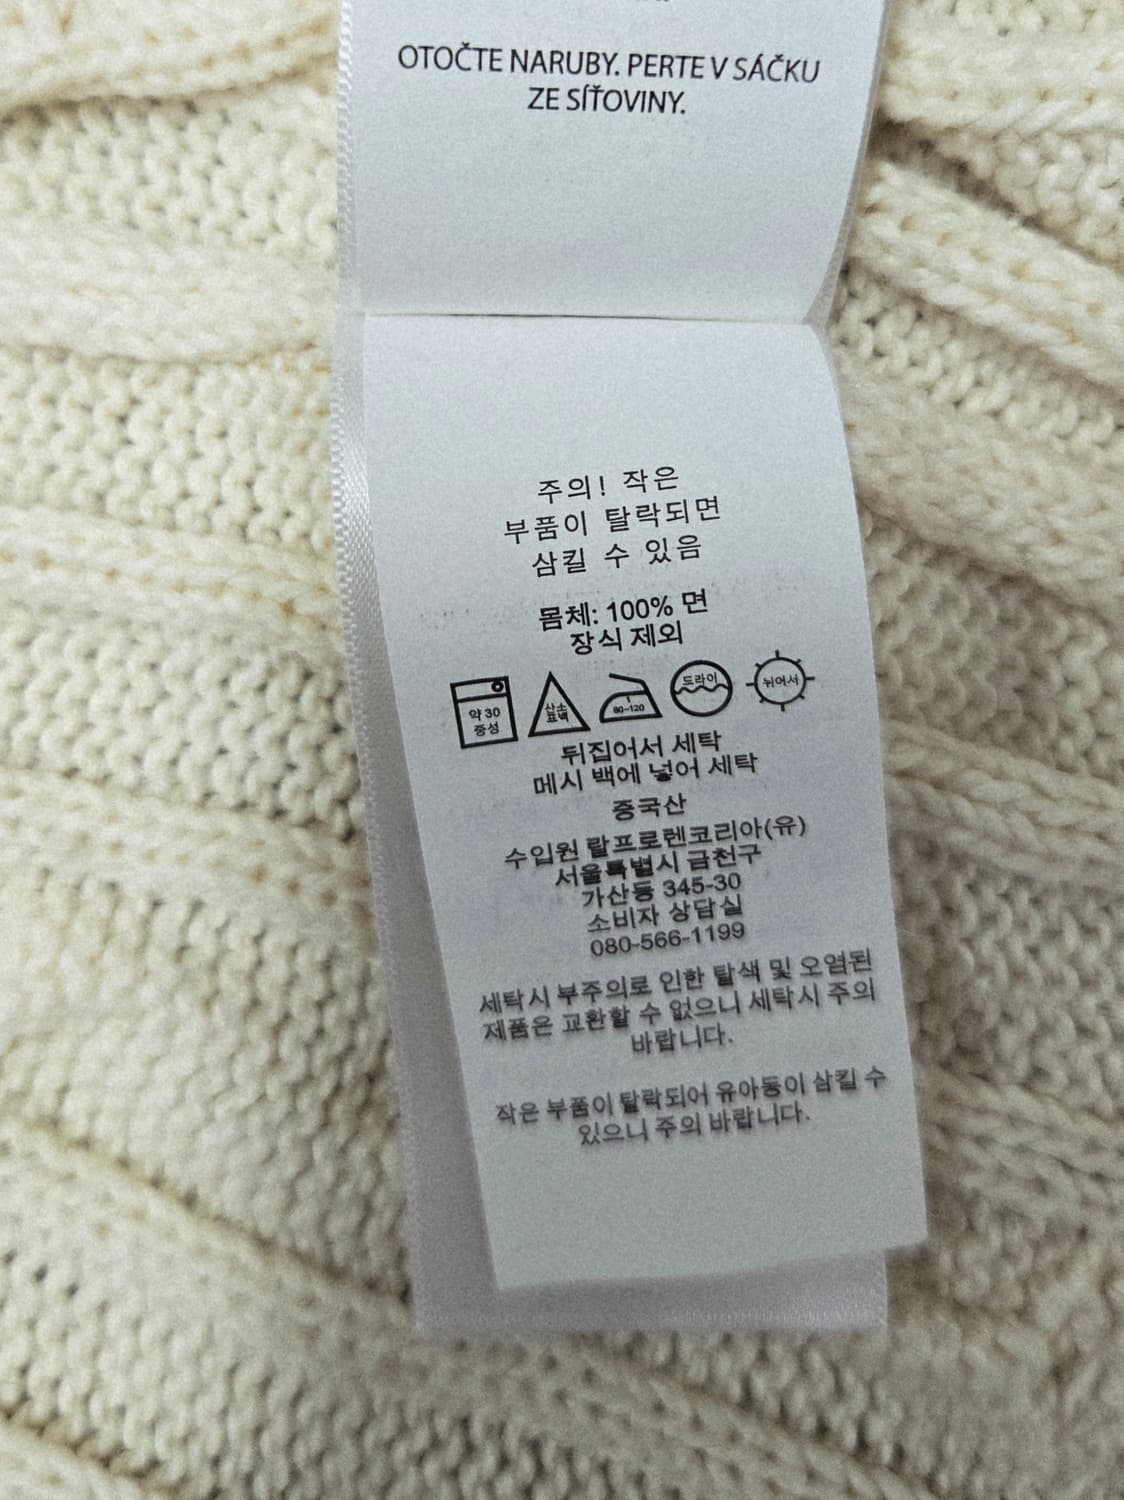 OTOČTE NARUBY. PERTE V SÁČKU
ZE SÍŤOVINY.
주의! 작은
부품이 탈락되면
삼킬 수 있음
몸체: 100% 면
장식 제외
약 30
중성
산소
표백
80~120
드라이
뉘어서
뒤집어서 세탁
메시 백에 넣어 세탁
중국산
수입원 랄프로렌코리아(유)
서울특별시 금천구
가산동 345-30
소비자 상담실
080-566-1199
세탁시 부주의로 인한 탈색 및 오염된
제품은 교환할 수 없으니 세탁시 주의
바랍니다.
작은 부품이 탈락되어 유아동이 삼킬 수
있으니 주의 바랍니다.